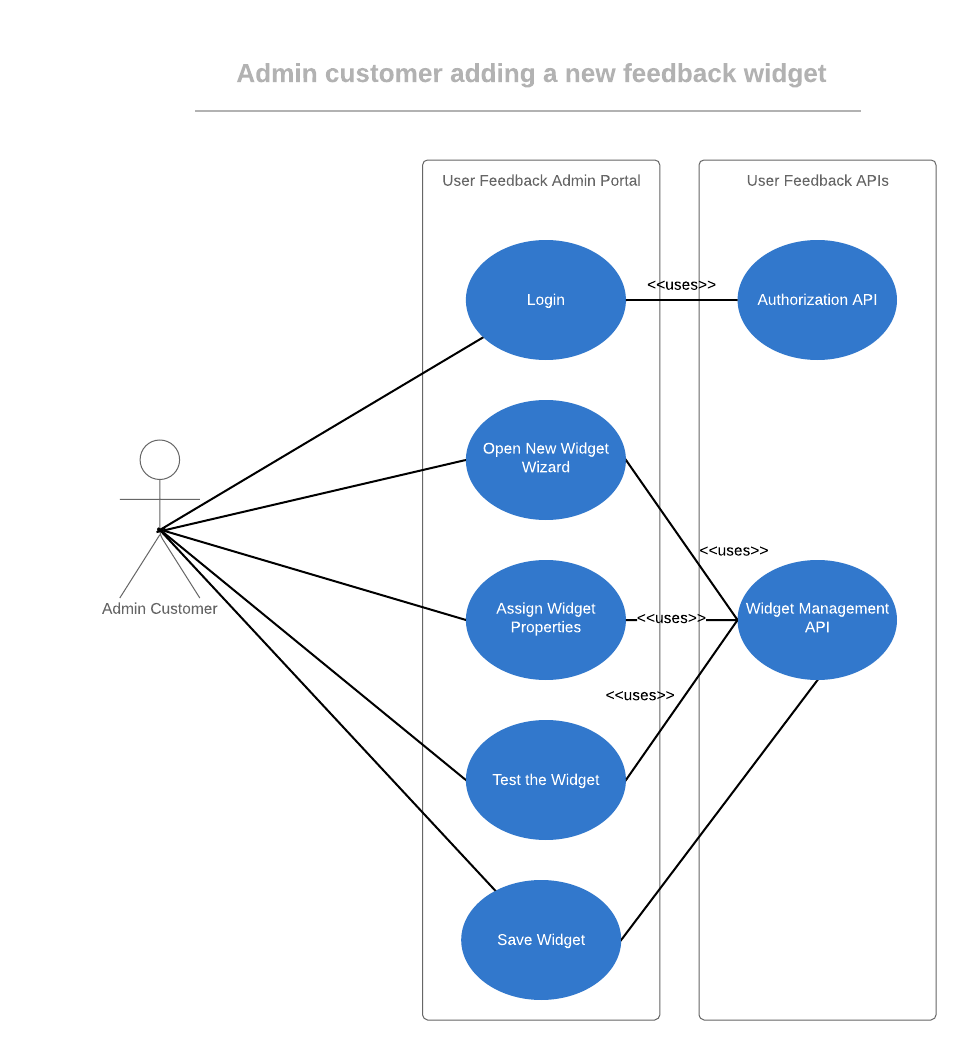 Admin customer adding a new feedback widget
User Feedback Admin Portal
User Feedback APIs
Login
<<uses>>
Authorization API
Open New Widget
Wizard
<<uses>>
Admin Customer
Assign Widget
Properties
<<uses>>
Widget Management
API
<<uses>>
Test the Widget
Save Widget